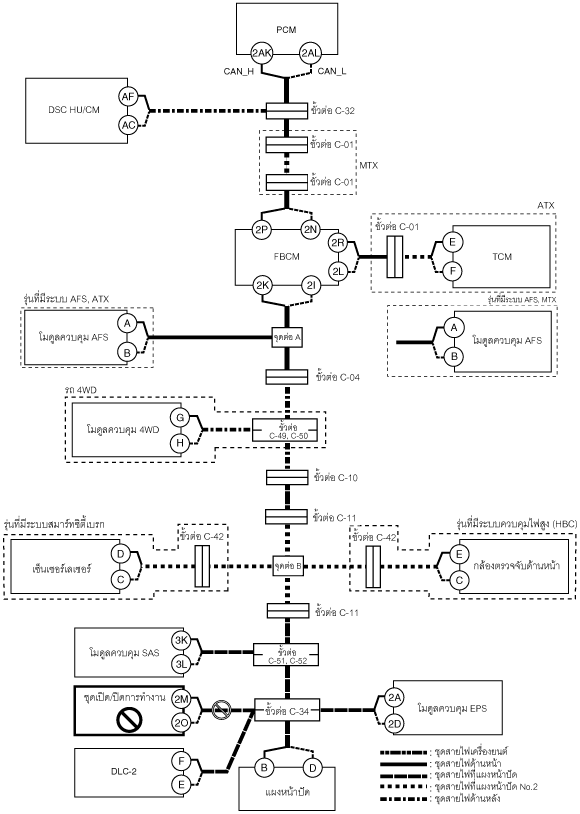 PCM
2AK
2AL
CAN_H
CAN_L
DSC HU/CM
AF
AC
ขั้วต่อ C-32
ขั้วต่อ C-01
MTX
ขั้วต่อ C-01
2P
2N
FBCM
2R
2L
2K
2I
ATX
ขั้วต่อ C-01
E
F
TCM
รุ่นที่มีระบบ AFS, ATX
โมดูลควบคุม AFS
A
B
จุดต่อ A
รุ่นที่มีระบบ AFS, MTX
A
B
โมดูลควบคุม AFS
ขั้วต่อ C-04
รถ 4WD
โมดูลควบคุม 4WD
G
H
ขั้วต่อ
C-49, C-50
ขั้วต่อ C-10
ขั้วต่อ C-11
รุ่นที่มีระบบสมาร์ทซิตี้เบรก
เซ็นเซอร์เลเซอร์
D
C
ขั้วต่อ C-42
จุดต่อ B
รุ่นที่มีระบบควบคุมไฟสูง (HBC)
ขั้วต่อ C-42
E
C
กล้องตรวจจับด้านหน้า
ขั้วต่อ C-11
โมดูลควบคุม SAS
3K
3L
ขั้วต่อ
C-51, C-52
ชุดเปิด/ปิดการทำงาน
2M
2O
ขั้วต่อ C-34
2A
2D
โมดูลควบคุม EPS
DLC-2
F
E
B
D
แผงหน้าปัด
: ชุดสายไฟเครื่องยนต์
: ชุดสายไฟด้านหน้า
: ชุดสายไฟที่แผงหน้าปัด
: ชุดสายไฟที่แผงหน้าปัด No.2
: ชุดสายไฟด้านหลัง